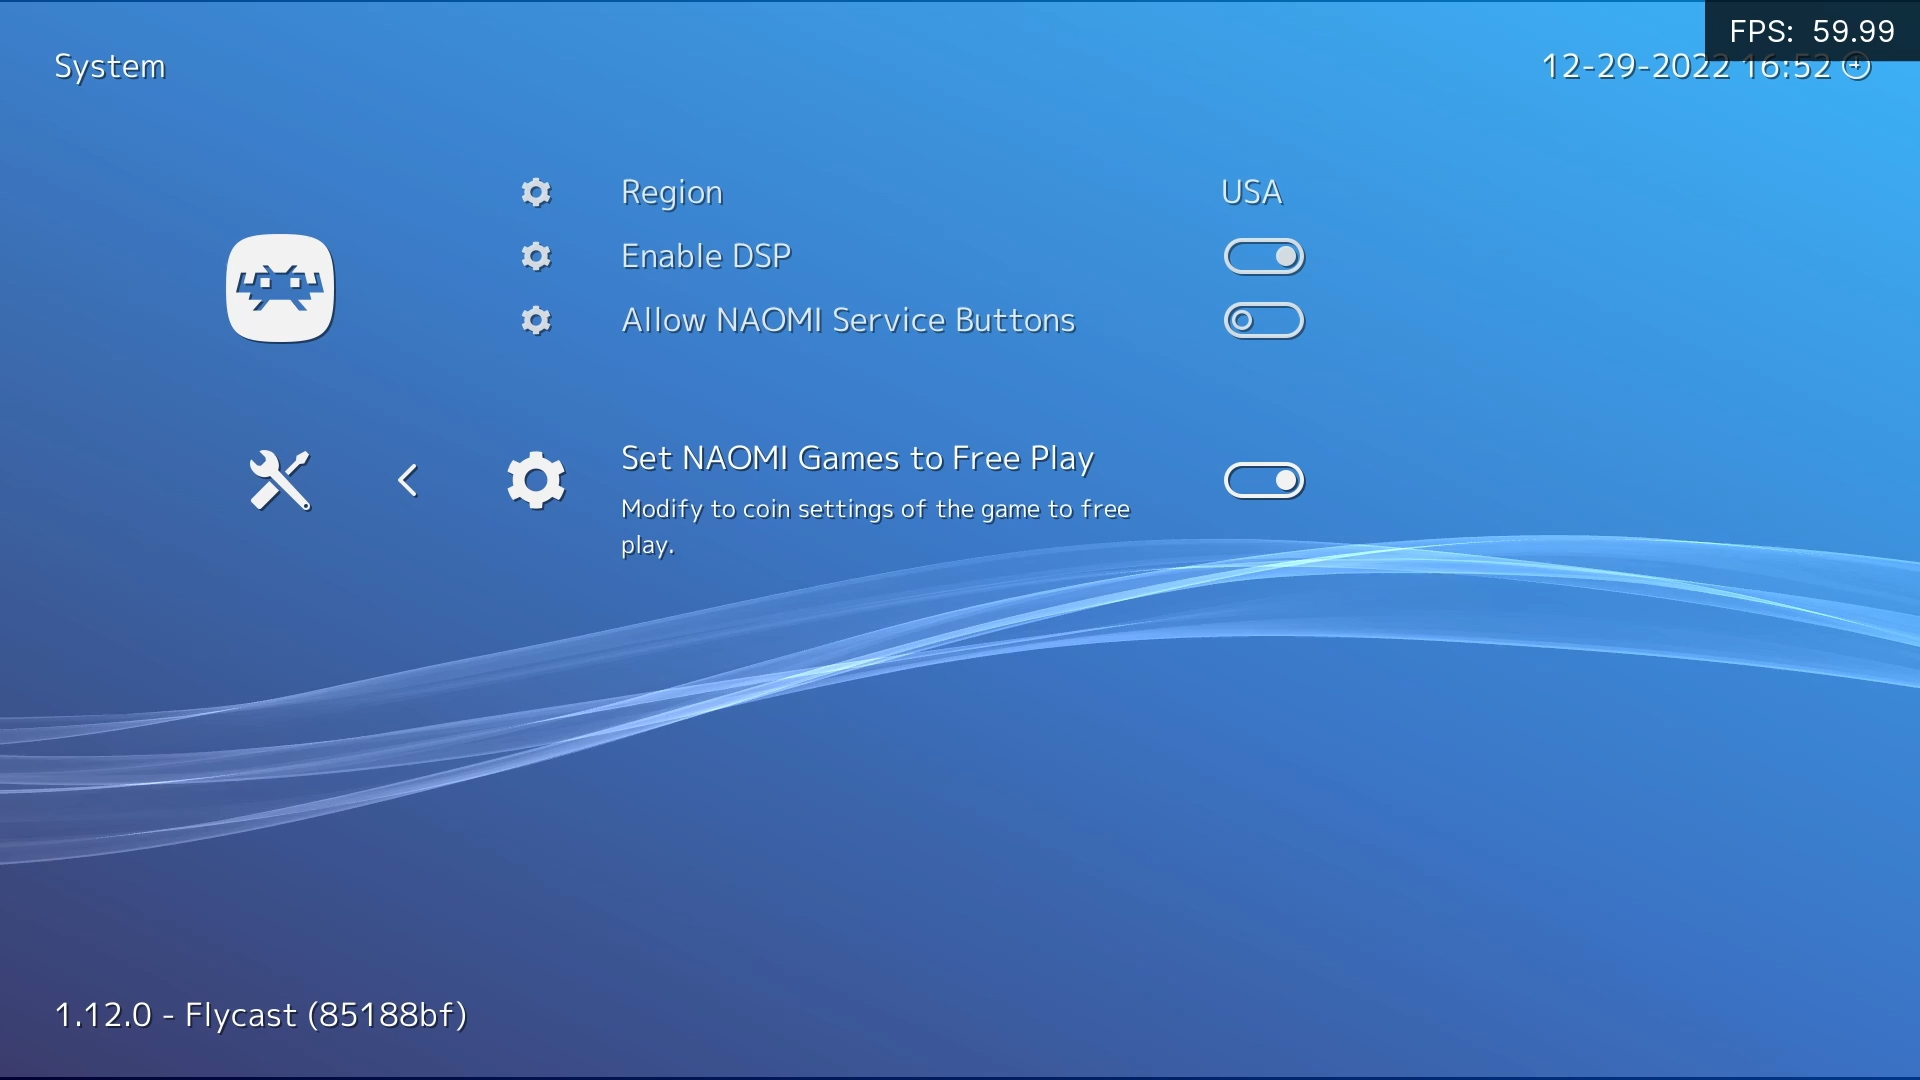 FPS: 59.99
System
12-29-2022 16:52
Region USA
Enable DSP
Allow NAOMI Service Buttons
Set NAOMI Games to Free Play
Modify to coin settings of the game to free
play.
1.12.0 - Flycast (85188bf)